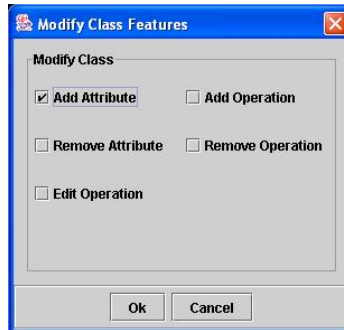 Modify Class Features
Modify Class
Add Attribute Add Operation
Remove Attribute Remove Operation
Edit Operation
Ok Cancel